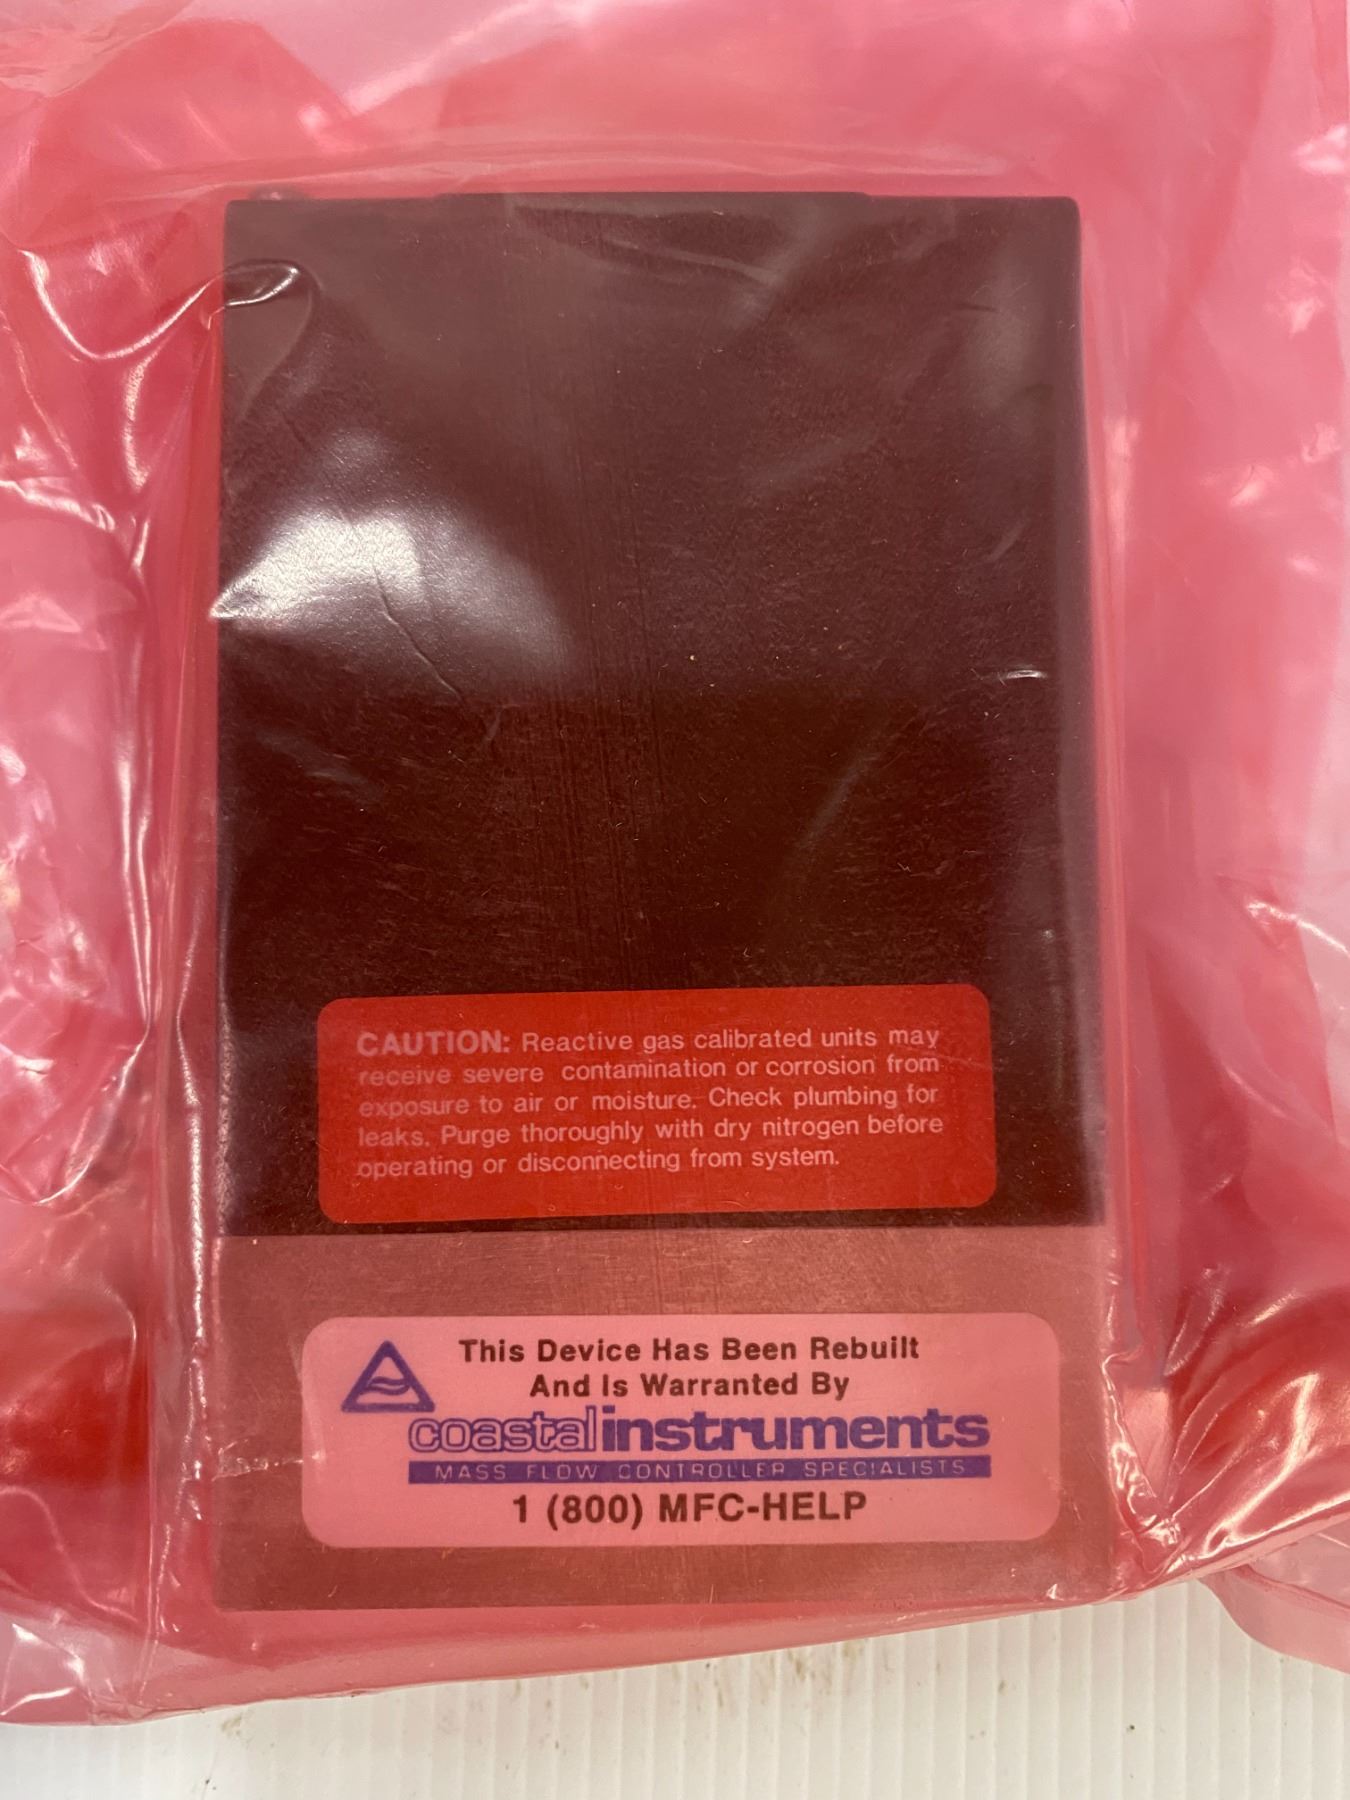 CAUTION: Reactive gas calibrated units may
receive severe contamination or corrosion from
exposure to air or moisture. Check plumbing for
leaks. Purge thoroughly with dry nitrogen before
operating or disconnecting from system.
This Device Has Been Rebuilt
And Is Warranted By
coastal instruments
MASS FLOW CONTROLLER SPECIALISTS
1 (800) MFC-HELP